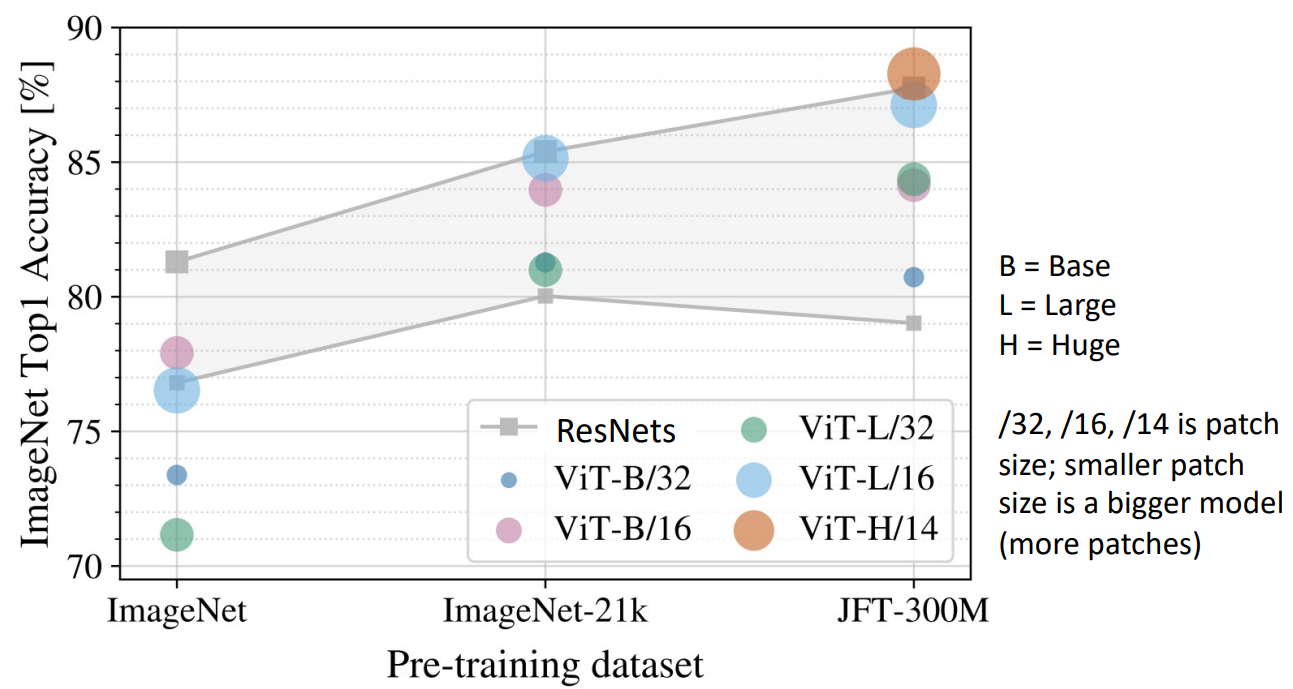 ImageNet Top1 Accuracy [%]
90
85
80
75
70
ResNets
ViT-B/32
ViT-B/16
ViT-L/32
ViT-L/16
ViT-H/14
ImageNet
ImageNet-21k
JFT-300M
Pre-training dataset
B = Base
L = Large
H = Huge
/32, /16, /14 is patch
size; smaller patch
size is a bigger model
(more patches)